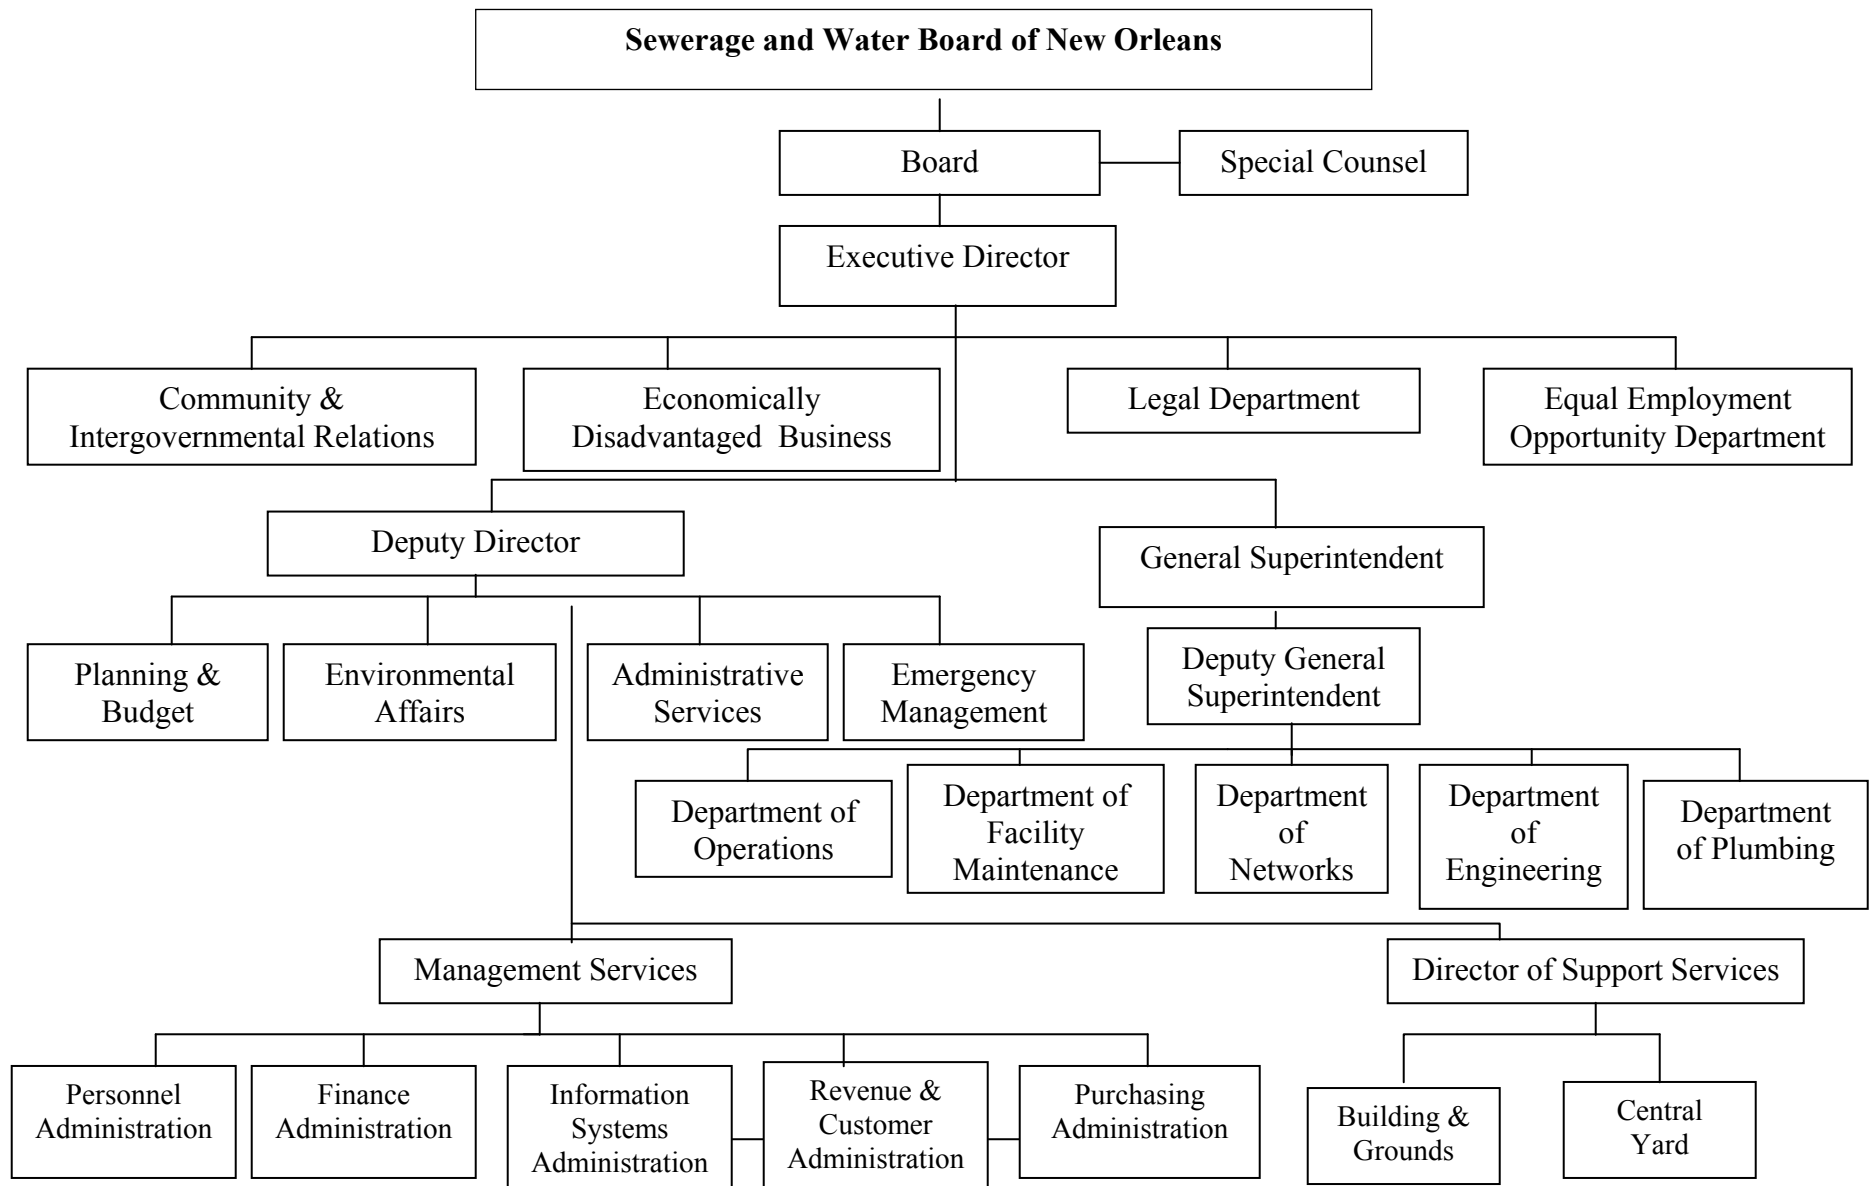 Sewerage and Water Board of New Orleans
Board
Special Counsel
Executive Director
Community &
Intergovernmental Relations
Economically
Disadvantaged Business
Legal Department
Equal Employment
Opportunity Department
Deputy Director
General Superintendent
Planning &
Budget
Environmental
Affairs
Administrative
Services
Emergency
Management
Deputy General
Superintendent
Department of
Operations
Department of
Facility
Maintenance
Department
of
Networks
Department
of
Engineering
Department
of Plumbing
Management Services
Director of Support Services
Personnel
Administration
Finance
Administration
Information
Systems
Administration
Revenue &
Customer
Administration
Purchasing
Administration
Building &
Grounds
Central
Yard